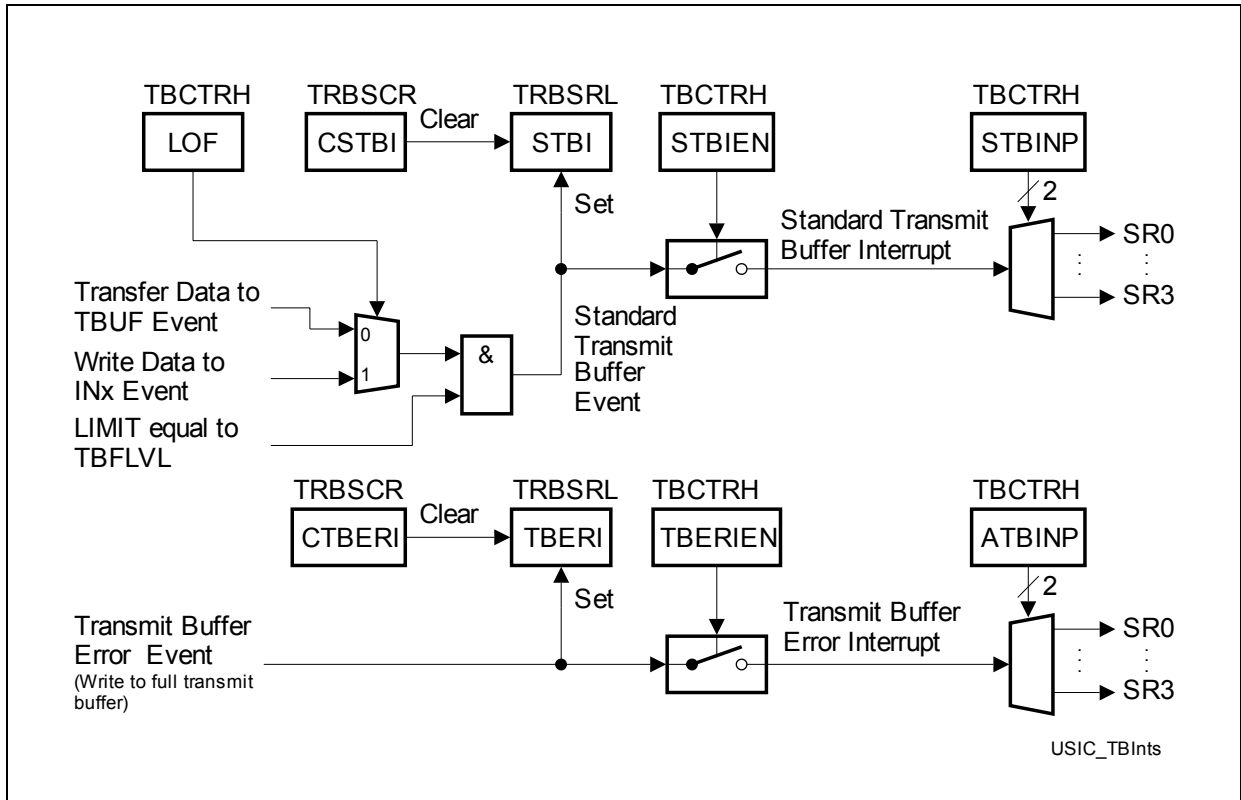 TBCTRH
TRBSCR
TRBSRL
TBCTRH
TBCTRH
LOF
CSTBI
Clear
STBI
STBIEN
STBINP
Set
2
Standard Transmit
Buffer Interrupt
SR0
SR3
Transfer Data to
TBUF Event
0
Write Data to
INx Event
1
&
Standard
Transmit
Buffer
Event
LIMIT equal to
TBFLVL
TRBSCR
TRBSRL
TBCTRH
TBCTRH
CTBERI
Clear
TBERI
TBERIEN
ATBINP
Set
2
Transmit Buffer
Error Event
(Write to full transmit
buffer)
Transmit Buffer
Error Interrupt
SR0
SR3
USIC_TBInts